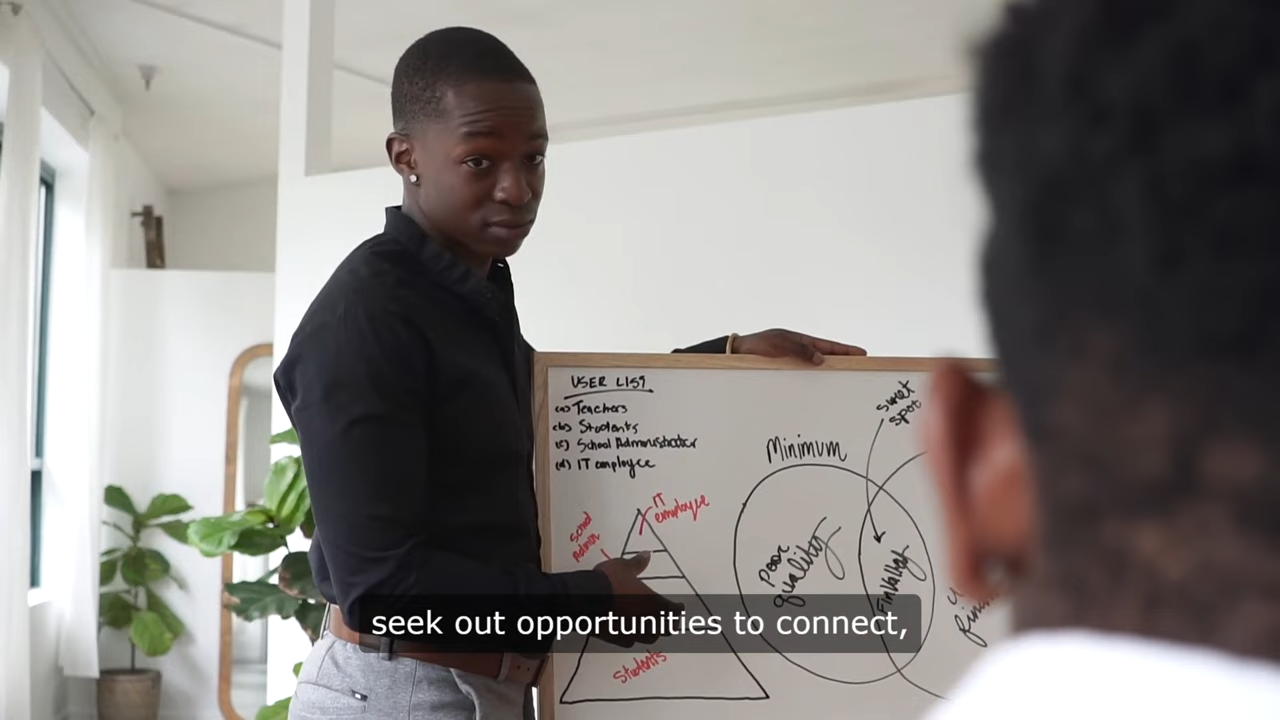 USER LIST
(a) Teachers
(b) Students
(c) School Administrator
(d) IT employee
IT
employee
School
Admin
Students
Minimum
Poor
quality
sweet
spot
seek out opportunities to connect,